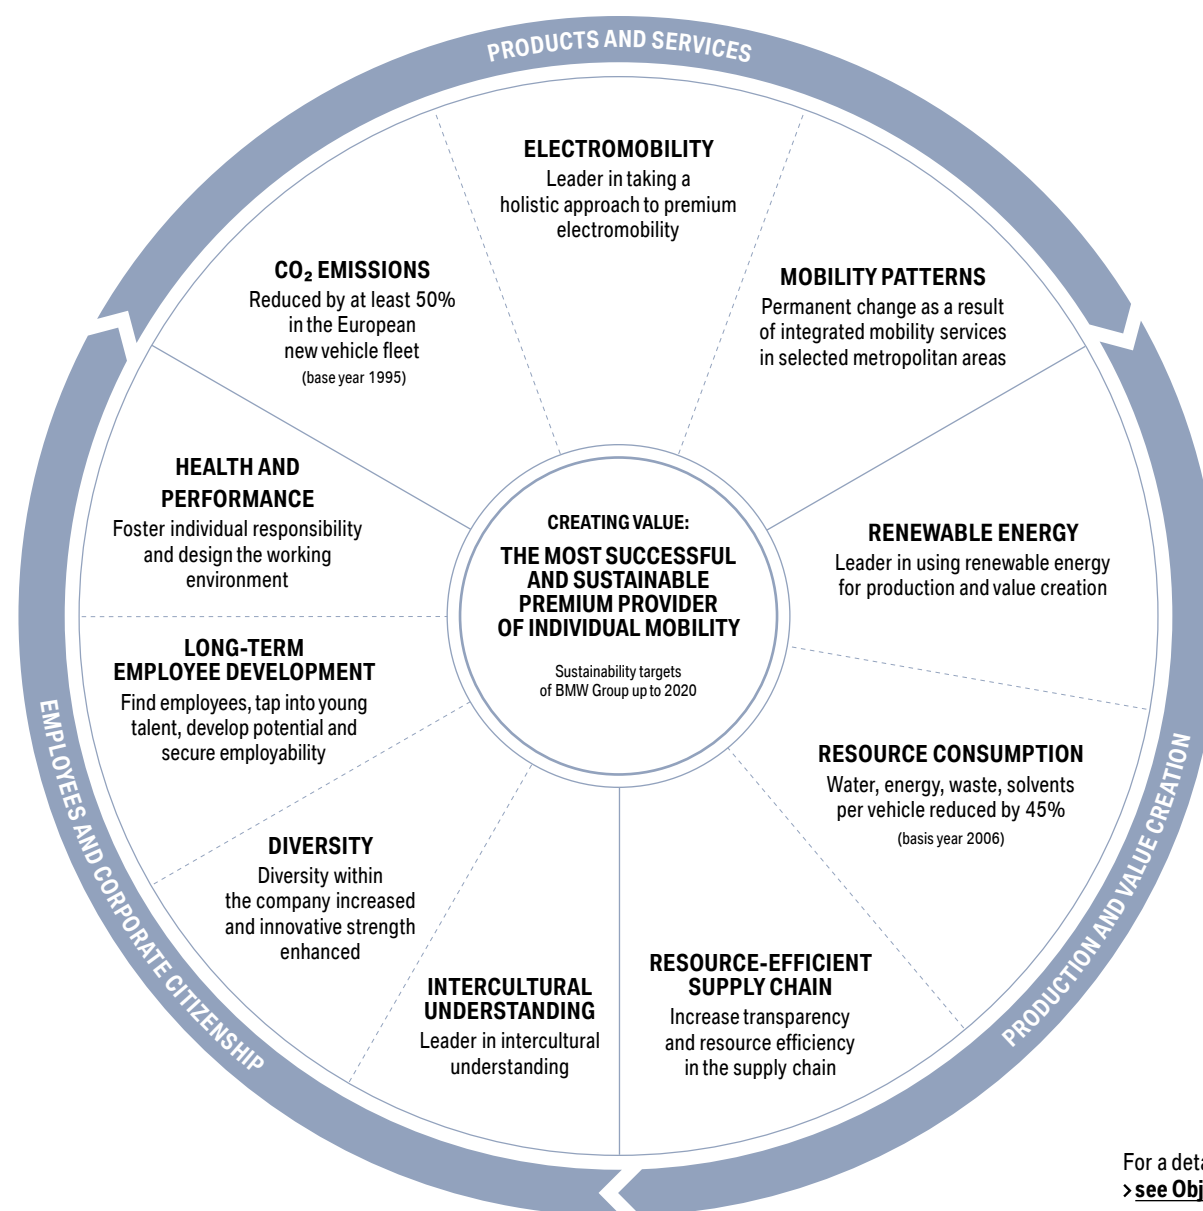 PRODUCTS AND SERVICES
ELECTROMOBILITY
Leader in taking a
holistic approach to premium
electromobility
CO₂ EMISSIONS
Reduced by at least 50%
in the European
new vehicle fleet
(base year 1995)
MOBILITY PATTERNS
Permanent change as a result
of integrated mobility services
in selected metropolitan areas
HEALTH AND
PERFORMANCE
Foster individual responsibility
and design the working
environment
CREATING VALUE:
THE MOST SUCCESSFUL
AND SUSTAINABLE
PREMIUM PROVIDER
OF INDIVIDUAL MOBILITY
Sustainability targets
of BMW Group up to 2020
RENEWABLE ENERGY
Leader in using renewable energy
for production and value creation
LONG-TERM
EMPLOYEE DEVELOPMENT
Find employees, tap into young
talent, develop potential and
secure employability
RESOURCE CONSUMPTION
Water, energy, waste, solvents
per vehicle reduced by 45%
(basis year 2006)
DIVERSITY
Diversity within
the company increased
and innovative strength
enhanced
INTERCULTURAL
UNDERSTANDING
Leader in intercultural
understanding
RESOURCE-EFFICIENT
SUPPLY CHAIN
Increase transparency
and resource efficiency
in the supply chain
EMPLOYEES AND CORPORATE CITIZENSHIP
PRODUCTION AND VALUE CREATION
For a
> see